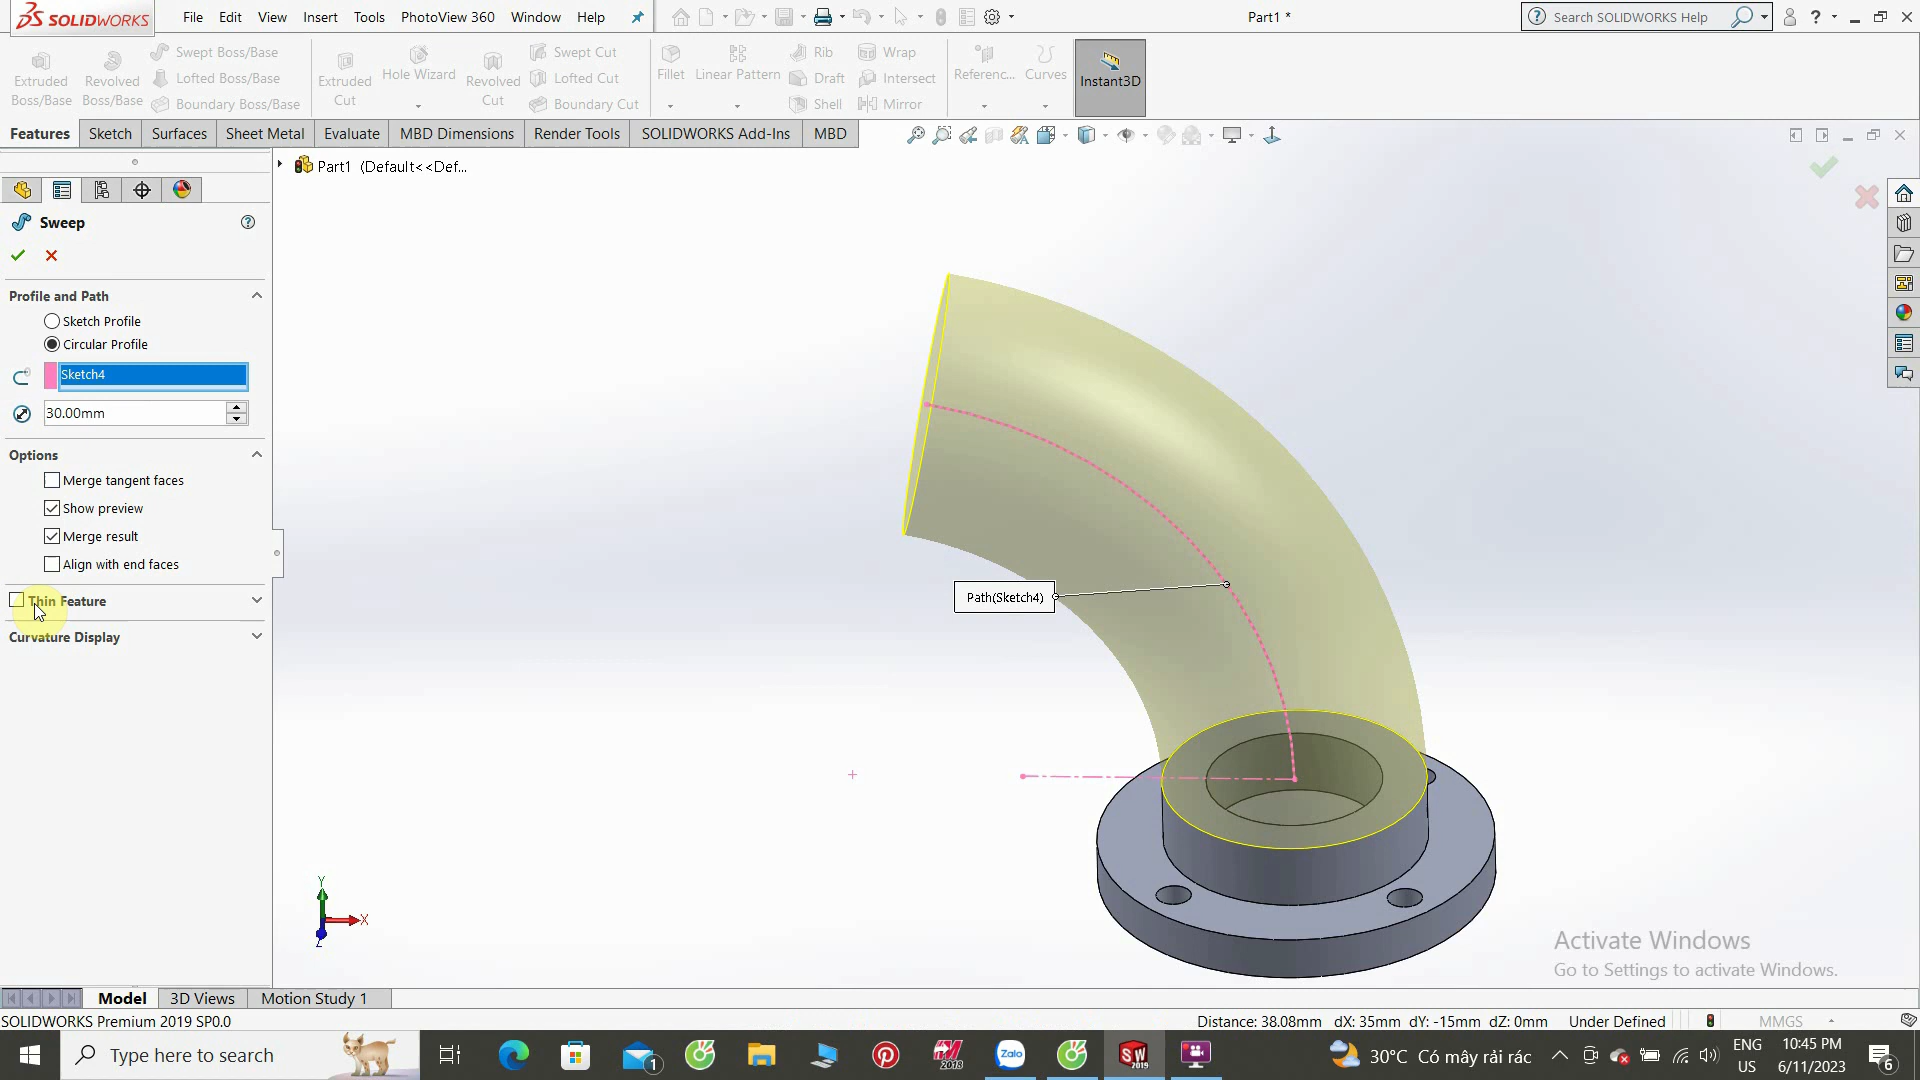 SOLIDWORKS File Edit View Insert Tools PhotoView 360 Window Help Part1 * Search SOLIDWORKS Help ?
Extruded Boss/Base
Revolved Boss/Base
Swept Boss/Base
Lofted Boss/Base
Boundary Boss/Base
Extruded Cut
Hole Wizard
Revolved Cut
Swept Cut
Lofted Cut
Boundary Cut
Fillet
Linear Pattern
Rib
Draft
Shell
Wrap
Intersect
Mirror
Referenc...
Curves
Instant3D
Features Sketch Surfaces Sheet Metal Evaluate MBD Dimensions Render Tools SOLIDWORKS Add-Ins MBD
Part1 (Default<<Def...
Sweep ?
Profile and Path
Sketch Profile
Circular Profile
Sketch4
30.00mm
Options
Merge tangent faces
Show preview
Merge result
Align with end faces
Thin Feature
Curvature Display
Path(Sketch4)
Y
X
Z
Activate Windows
Go to Settings to activate Windows.
Model 3D Views Motion Study 1
SOLIDWORKS Premium 2019 SP0.0 Distance: 38.08mm dX: 35mm dY: -15mm dZ: 0mm Under Defined MMGS
Type here to search 1 2018 Zalo SW 2019 30°C Có mây rải rác ENG US 10:45 PM 6/11/2023 6